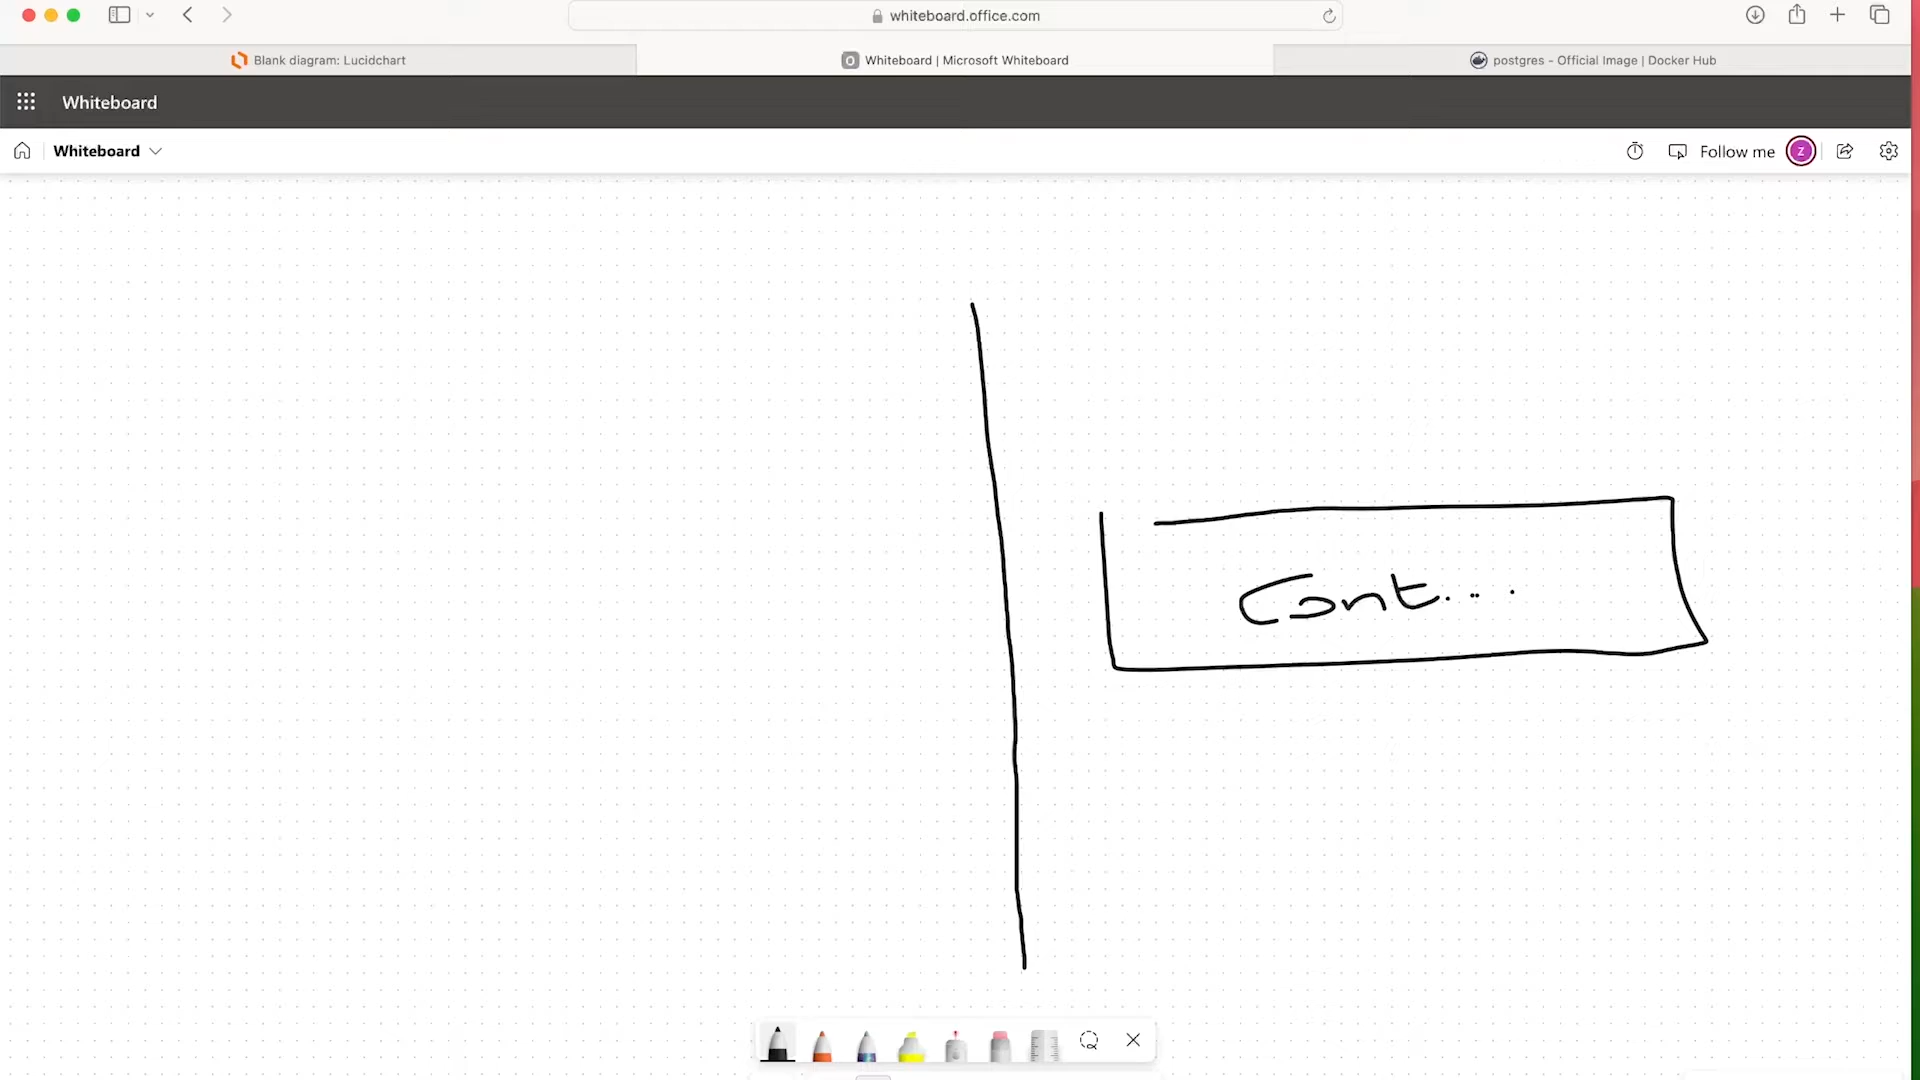 whiteboard.office.com
Blank diagram: Lucidchart
Whiteboard | Microsoft Whiteboard
postgres - Official Image | Docker Hub
Whiteboard
Whiteboard
Follow me
Z
Cont....